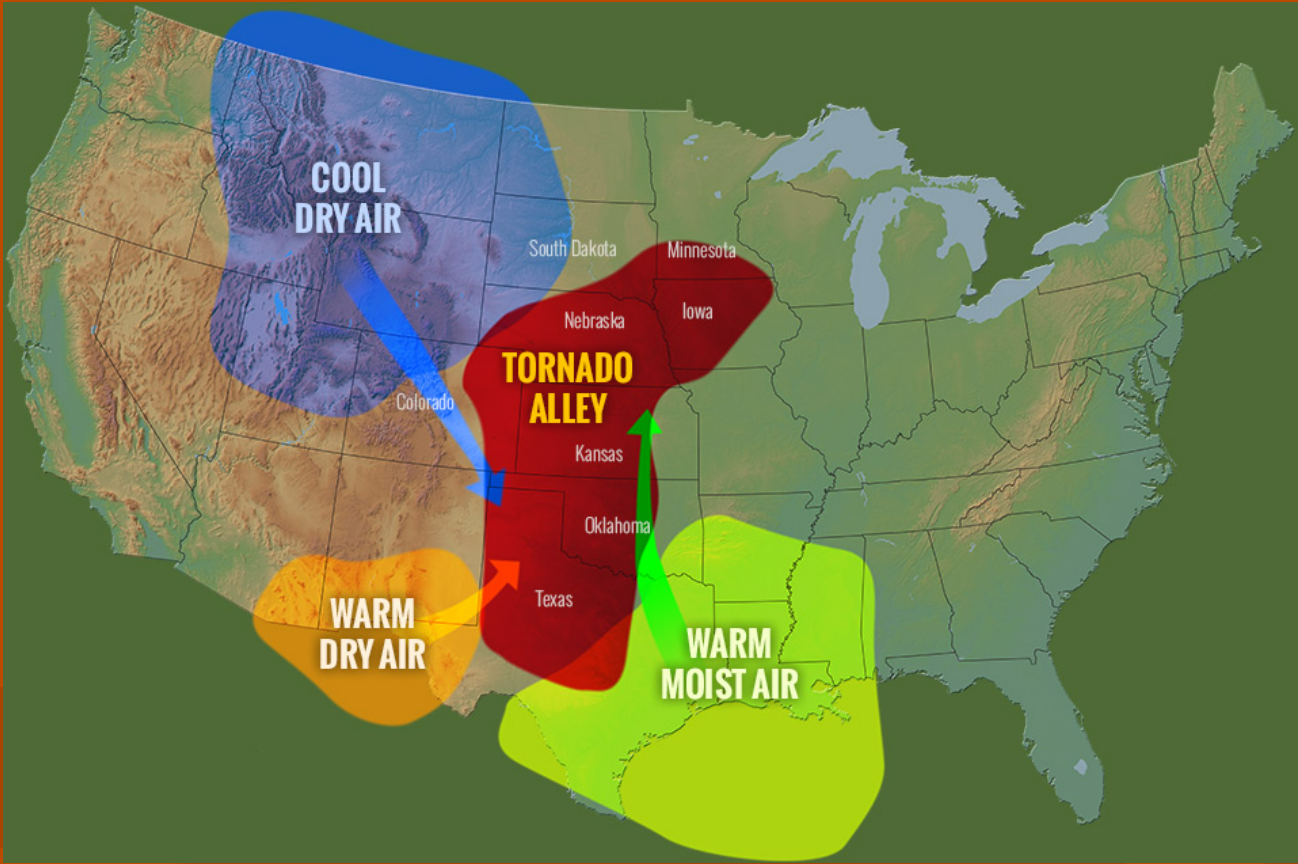 COOL
DRY AIR
South Dakota
Minnesota
Nebraska
Iowa
TORNADO
ALLEY
Colorado
Kansas
Oklahoma
Texas
WARM
DRY AIR
WARM
MOIST AIR